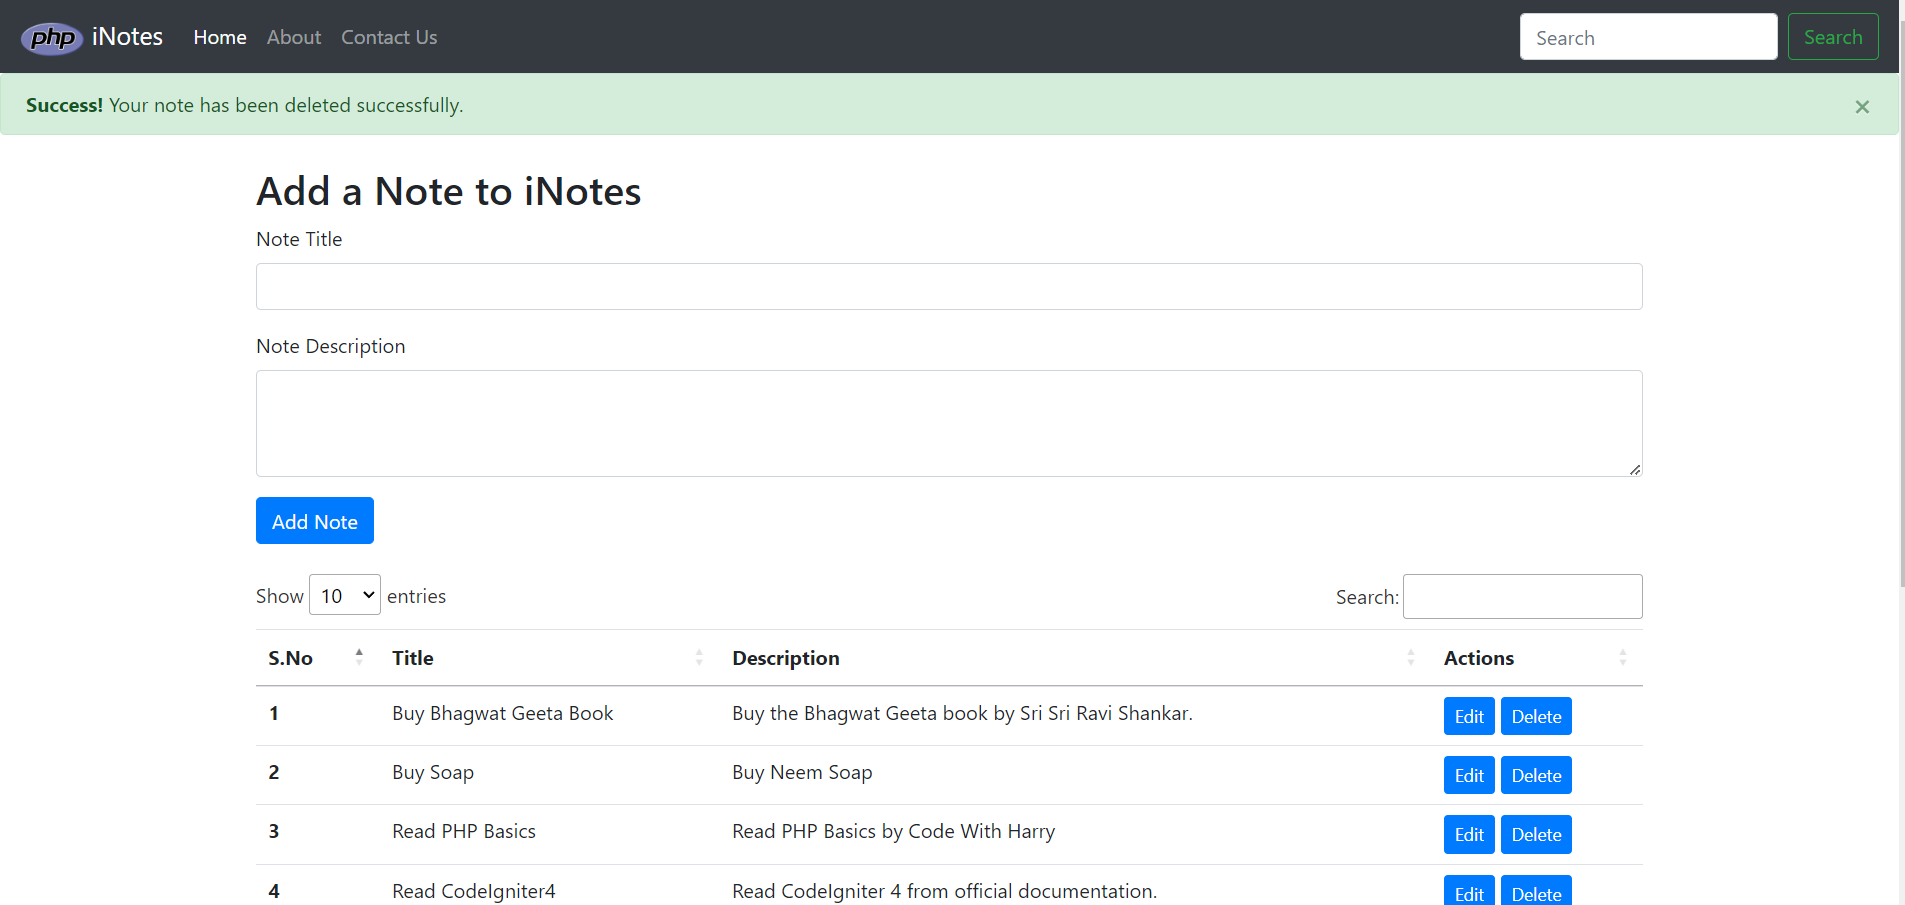 php iNotes Home About Contact Us Search Search
Success! Your note has been deleted successfully. ×
Add a Note to iNotes
Note Title
Note Description
Add Note
Show 10 entries Search:
S.No Title Description Actions
1 Buy Bhagwat Geeta Book Buy the Bhagwat Geeta book by Sri Sri Ravi Shankar. Edit Delete
2 Buy Soap Buy Neem Soap Edit Delete
3 Read PHP Basics Read PHP Basics by Code With Harry Edit Delete
4 Read CodeIgniter4 Read CodeIgniter 4 from official documentation. Edit Delete